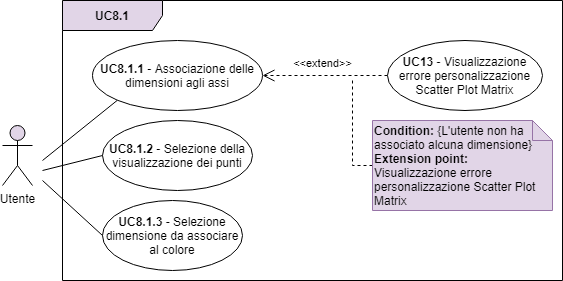 UC8.1
UC8.1.1 - Associazione delle
dimensioni agli assi
<<extend>>
UC13 - Visualizzazione
errore personalizzazione
Scatter Plot Matrix
UC8.1.2 - Selezione della
visualizzazione dei punti
Condition: {L'utente non ha
associato alcuna dimensione}
Extension point:
Visualizzazione errore
personalizzazione Scatter Plot
Matrix
Utente
UC8.1.3 - Selezione
dimensione da associare
al colore